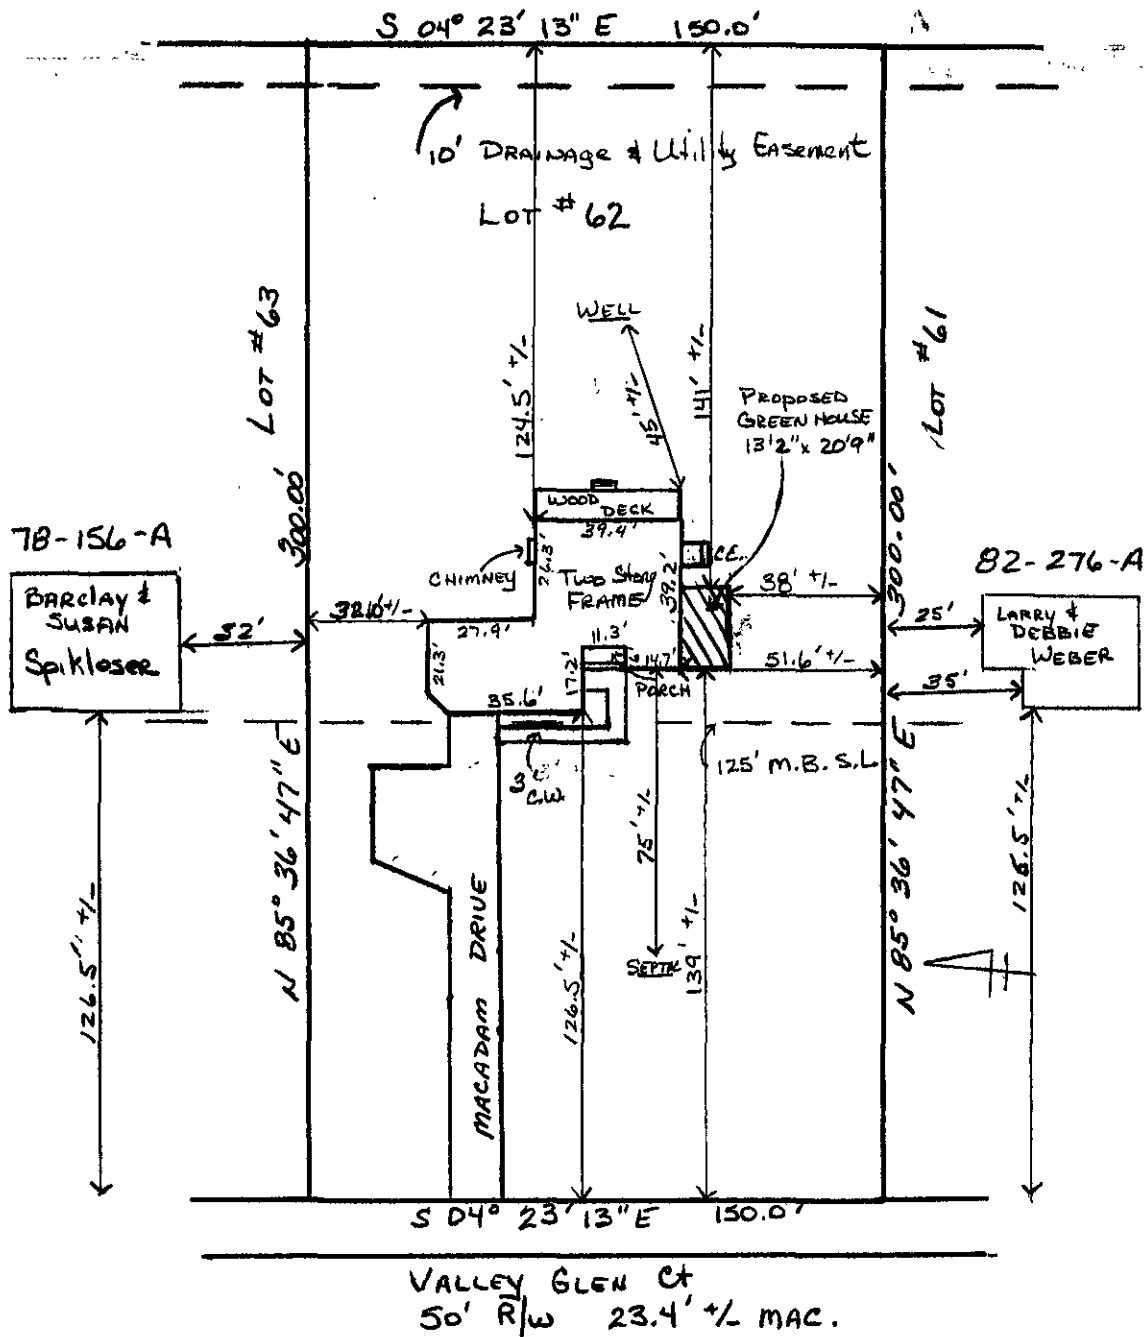 S 04° 23' 13" E 150.0'
10' DRAINAGE & Utility EASEMENT
LOT # 62
LOT # 63
LOT # 61
WELL
124.5' +/-
45' +/-
141' +/-
PROPOSED
GREEN HOUSE
13'2" x 20'9"
300.00'
300.00'
78-156-A
BARCLAY &
SUSAN
Spikloser
82-276-A
LARRY &
DEBBIE
WEBER
WOOD
DECK
39.4'
26.3'
CHIMNEY
TWO Story
FRAME
39.2'
C.E.
38' +/-
25'
52'
27.9'
11.3'
21.3'
17.2'
14.7'
PORCH
51.6' +/-
35'
35.6'
125' M.B.S.L.
C.W.
N 85° 36' 47" E
N 85° 36' 47" E
126.5' +/-
MACADAM DRIVE
126.5' +/-
75' +/-
SEPTIC
139' +/-
126.5' +/-
S 04° 23' 13" E 150.0'
VALLEY GLEN Ct
50' R/W 23.4' +/- MAC.